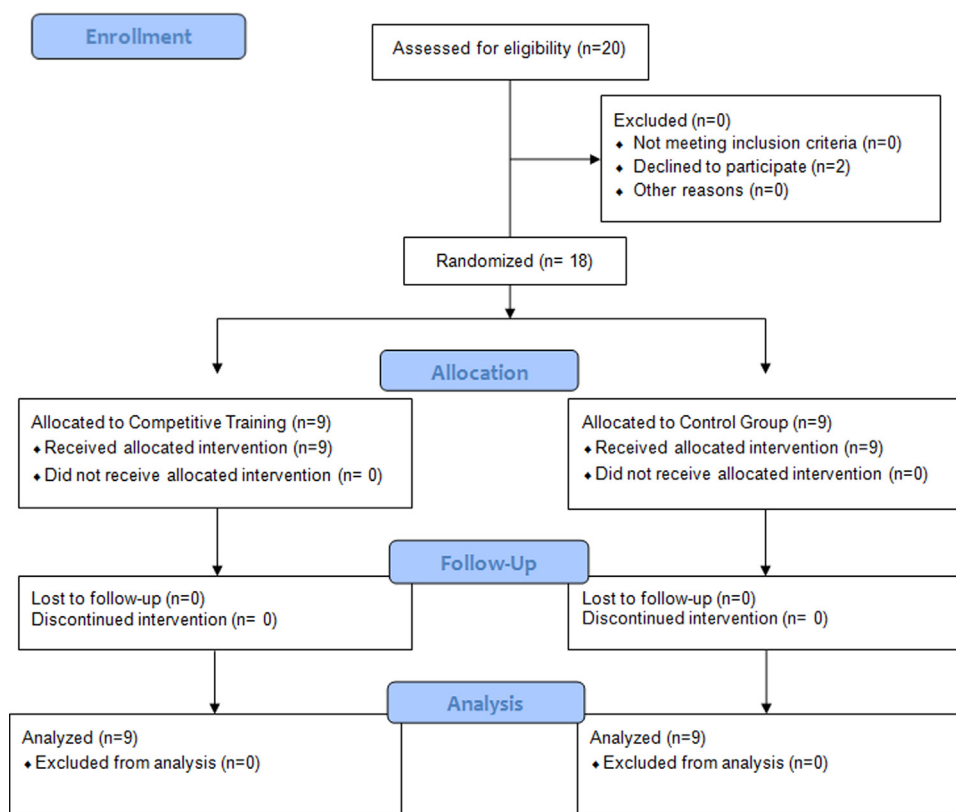 Enrollment
Assessed for eligibility (n=20)
Excluded (n=0)
⬥ Not meeting inclusion criteria (n=0)
⬥ Declined to participate (n=2)
⬥ Other reasons (n=0)
Randomized (n= 18)
Allocation
Allocated to Competitive Training (n=9)
⬥ Received allocated intervention (n=9)
⬥ Did not receive allocated intervention (n= 0)
Allocated to Control Group (n=9)
⬥ Received allocated intervention (n=9)
⬥ Did not receive allocated intervention (n=0)
Follow-Up
Lost to follow-up (n=0)
Discontinued intervention (n= 0)
Lost to follow-up (n=0)
Discontinued intervention (n= 0)
Analysis
Analyzed (n=9)
⬥ Excluded from analysis (n=0)
Analyzed (n=9)
⬥ Excluded from analysis (n=0)